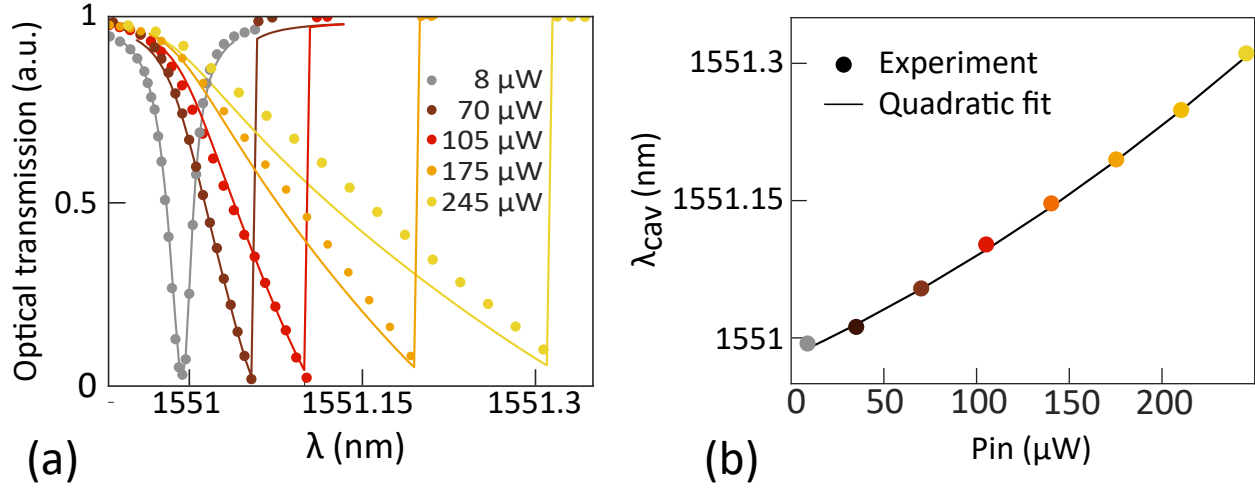 Optical transmission (a.u.)
1
0.5
0
8 µW
70 µW
105 µW
175 µW
245 µW
1551
1551.15
1551.3
λ (nm)
(a)
λcav (nm)
1551.3
1551.15
1551
Experiment
Quadratic fit
0
50
100
150
200
Pin (µW)
(b)